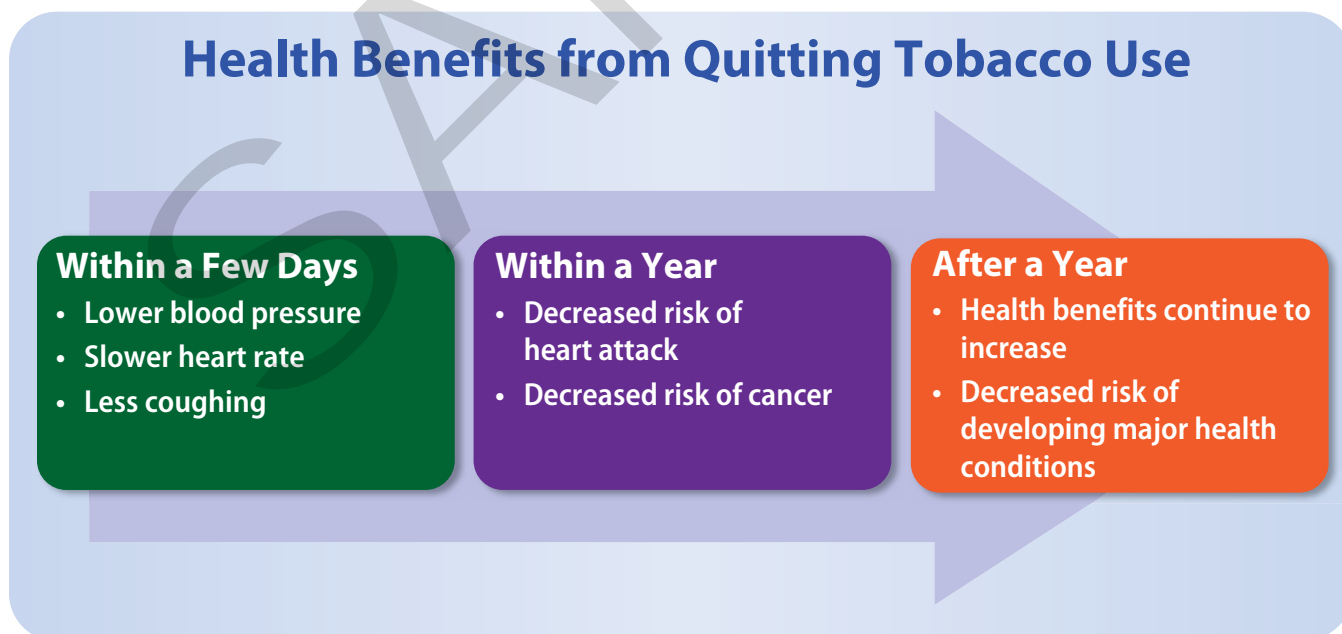 Health Benefits from Quitting Tobacco Use
Within a Few Days
• Lower blood pressure
• Slower heart rate
• Less coughing
Within a Year
• Decreased risk of
heart attack
• Decreased risk of cancer
After a Year
• Health benefits continue to
increase
• Decreased risk of
developing major health
conditions